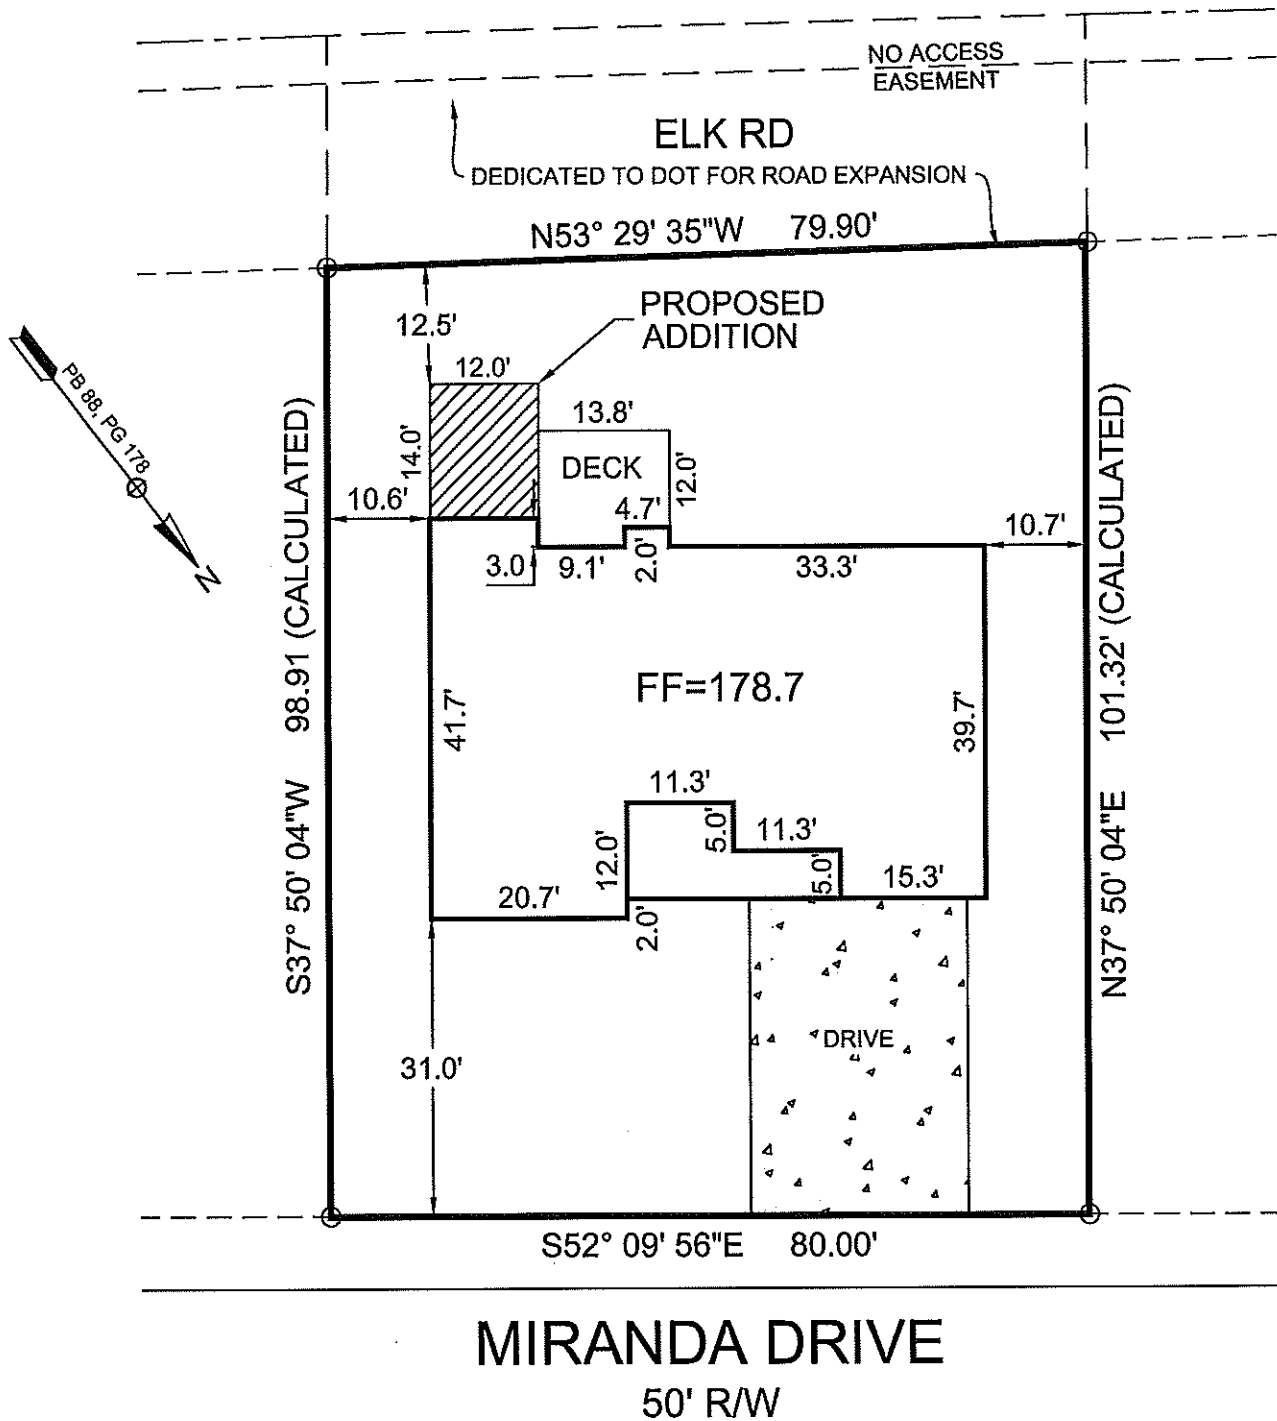 NO ACCESS
EASEMENT
ELK RD
DEDICATED TO DOT FOR ROAD EXPANSION
N53° 29' 35"W 79.90'
PROPOSED
ADDITION
12.5'
12.0'
PB 88, PG 178
N
13.8'
14.0'
DECK
12.0'
10.6'
4.7'
10.7'
3.0
9.1'
2.0'
33.3'
S37° 50' 04"W 98.91 (CALCULATED)
N37° 50' 04"E 101.32' (CALCULATED)
FF=178.7
41.7'
39.7'
11.3'
5.0'
11.3'
12.0'
5.0'
15.3'
20.7'
2.0'
DRIVE
31.0'
S52° 09' 56"E 80.00'
MIRANDA DRIVE
50' R/W